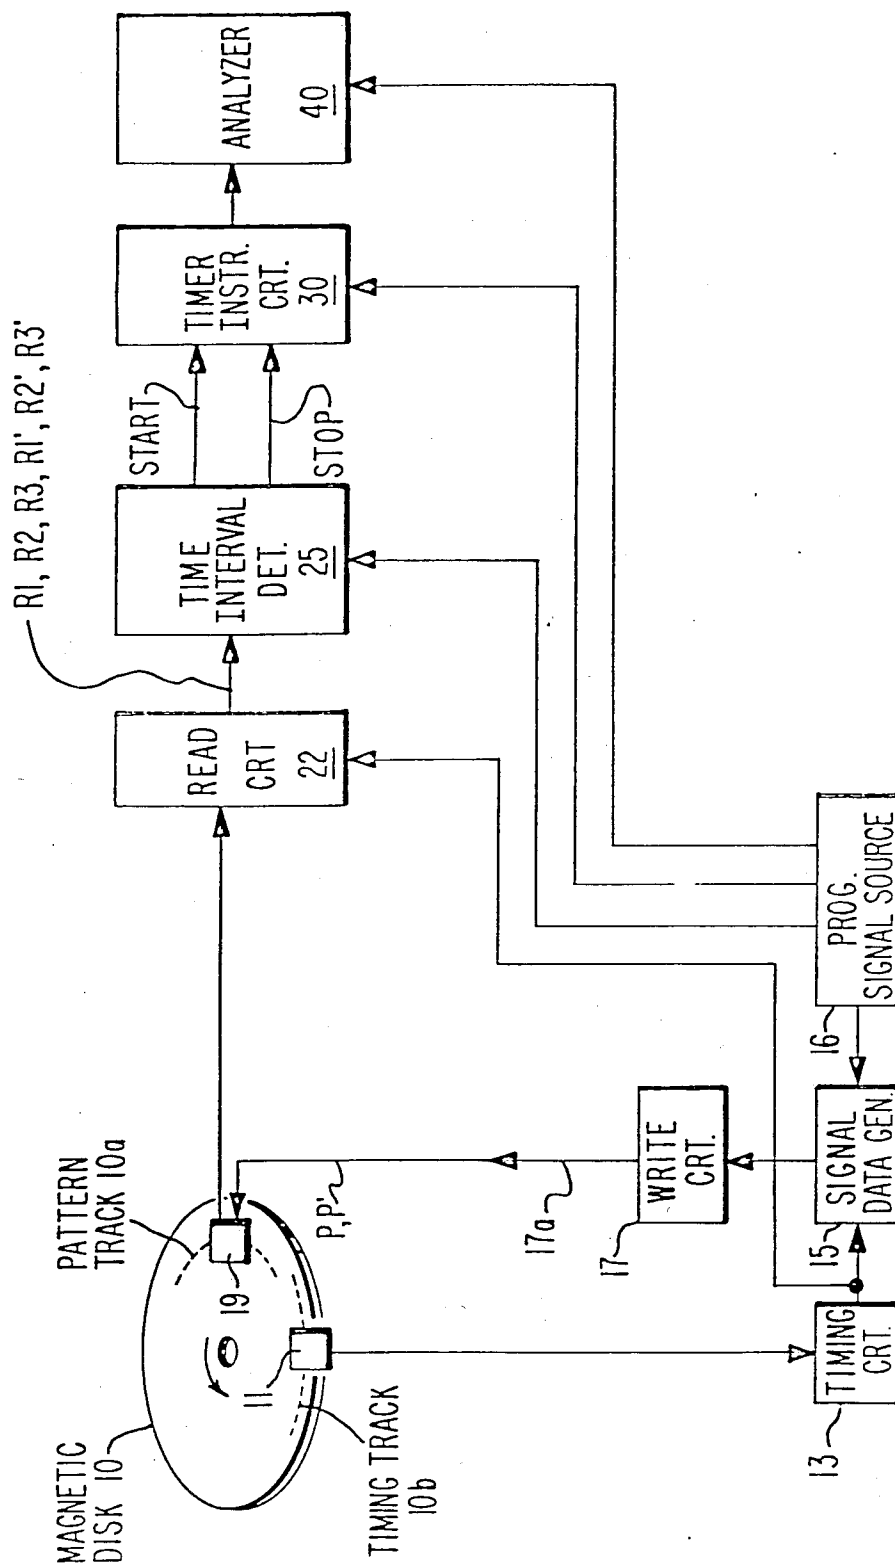 MAGNETIC
DISK 10
PATTERN
TRACK 10a
19
11
TIMING TRACK
10b
READ
CRT
22
R1, R2, R3, R1', R2', R3'
TIME
INTERVAL
DET.
25
START
STOP
TIMER
INSTR.
CRT.
30
ANALYZER
40
P,P'
17a
17
WRITE
CRT.
13
TIMING
CRT.
15
SIGNAL
DATA GEN.
16
PROG.
SIGNAL SOURCE